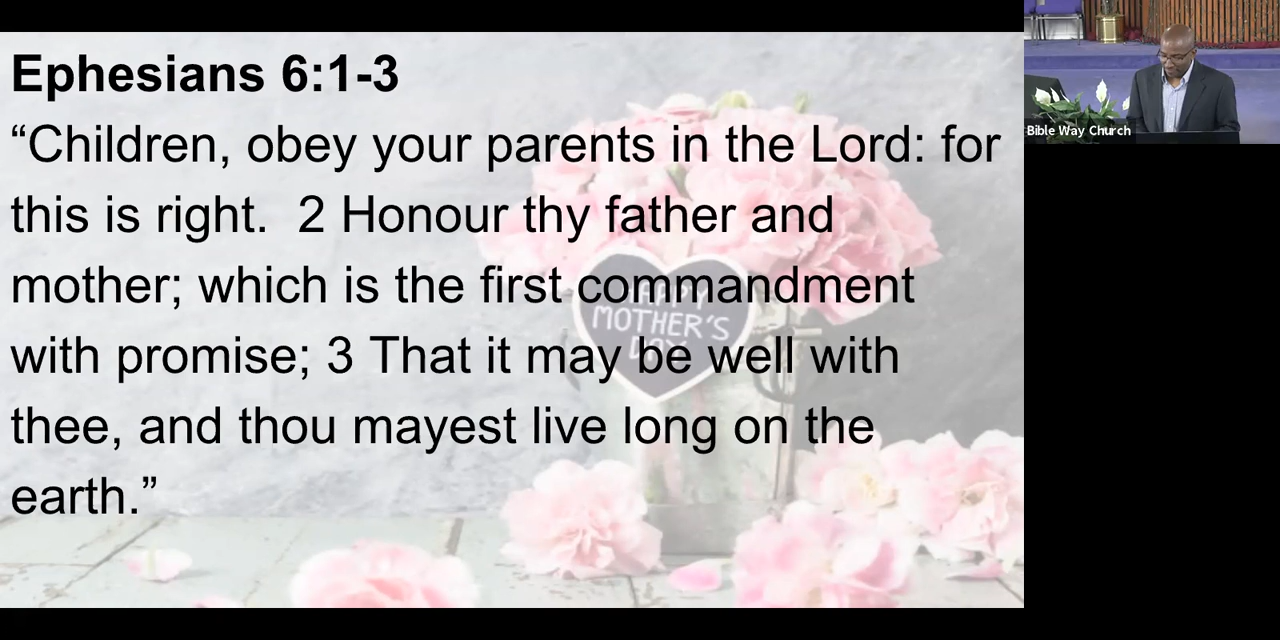 Ephesians 6:1-3
“Children, obey your parents in the Lord: for
this is right.  2 Honour thy father and
mother; which is the first commandment
with promise; 3 That it may be well with
thee, and thou mayest live long on the
earth.”
HAPPY
MOTHER'S
DAY
Bible Way Church